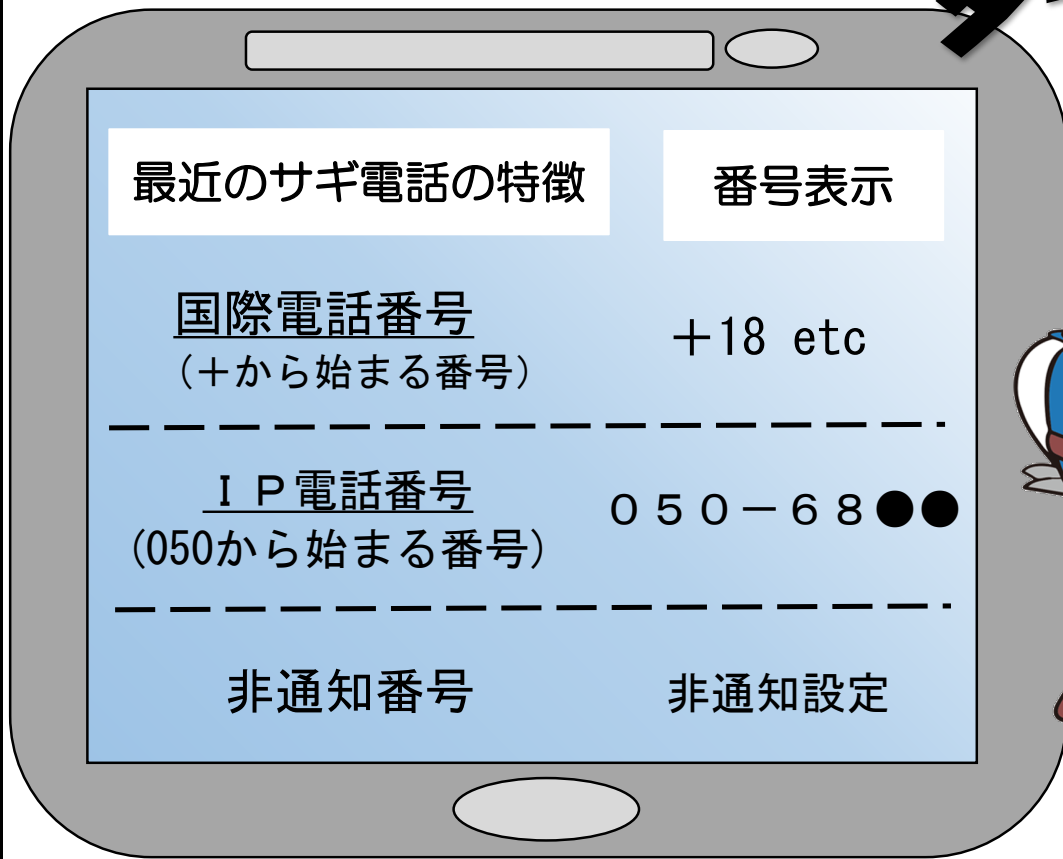 最近のサギ電話の特徴
番号表示
国際電話番号
(+から始まる番号)
+18 etc
IP電話番号
(050から始まる番号)
050-68●●
非通知番号
非通知設定